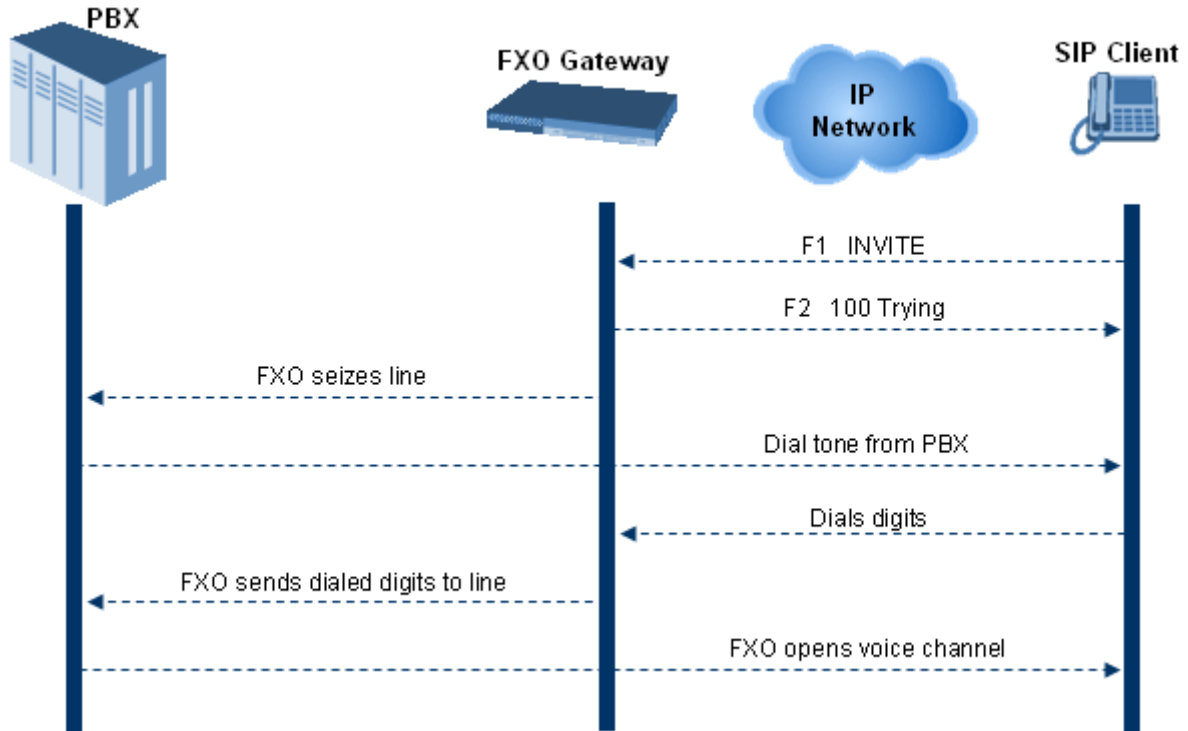 PBX
FXO Gateway
IP
Network
SIP Client
F1 INVITE
F2 100 Trying
FXO seizes line
Dial tone from PBX
Dials digits
FXO sends dialed digits to line
FXO opens voice channel